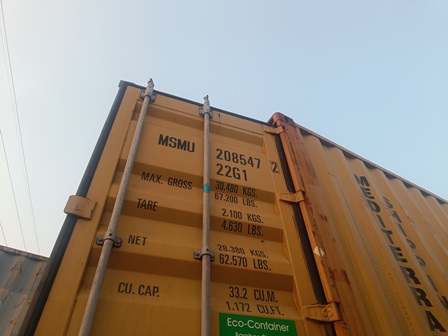 MSMU 208547 2
22G1
MAX. GROSS 30.480 KGS.
67.200 LBS.
TARE 2.100 KGS.
4.630 LBS.
NET 28.380 KGS.
62.570 LBS.
CU. CAP. 33.2 CU.M.
1.172 CU.FT.
Eco-Container
MEDITERRA
SHIP